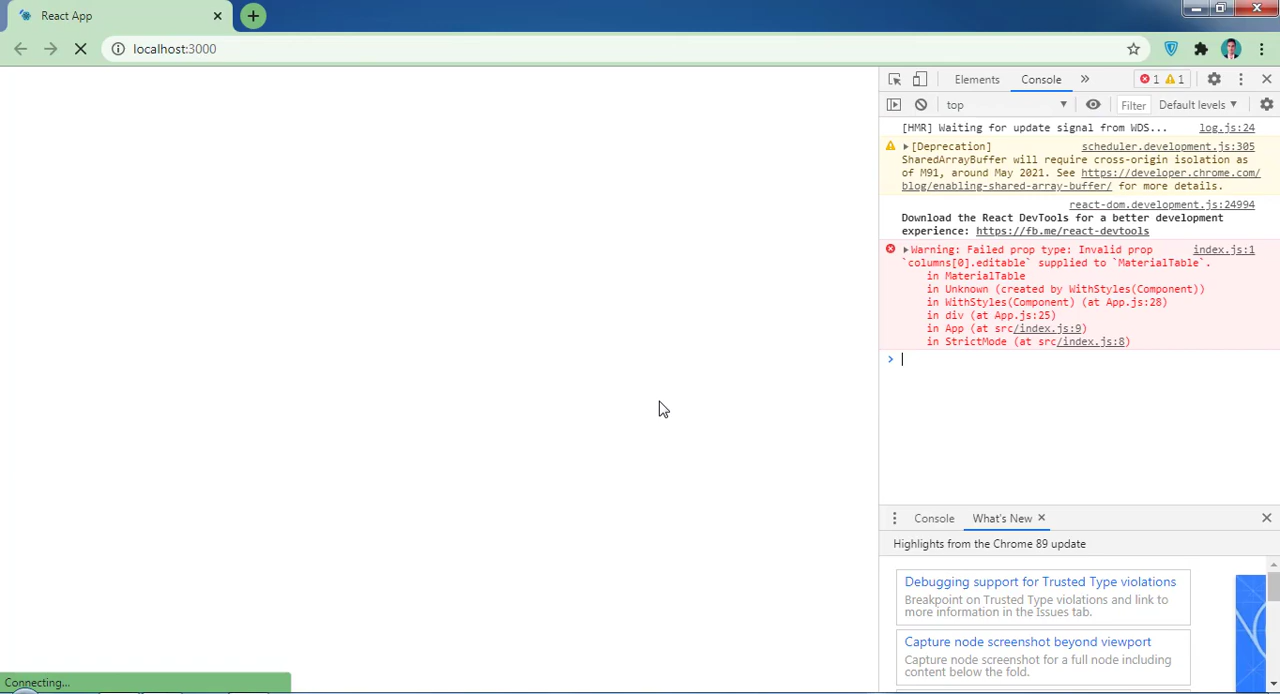 React App
localhost:3000
Elements Console » 1 1
top Filter Default levels
[HMR] Waiting for update signal from WDS... log.js:24
[Deprecation] scheduler.development.js:305
SharedArrayBuffer will require cross-origin isolation as
of M91, around May 2021. See https://developer.chrome.com/
blog/enabling-shared-array-buffer/ for more details.
react-dom.development.js:24994
Download the React DevTools for a better development
experience: https://fb.me/react-devtools
Warning: Failed prop type: Invalid prop index.js:1
`columns[0].editable` supplied to `MaterialTable`.
in MaterialTable
in Unknown (created by WithStyles(Component))
in WithStyles(Component) (at App.js:28)
in div (at App.js:25)
in App (at src/index.js:9)
in StrictMode (at src/index.js:8)
Console What's New
Highlights from the Chrome 89 update
Debugging support for Trusted Type violations
Breakpoint on Trusted Type violations and link to
more information in the Issues tab.
Capture node screenshot beyond viewport
Capture node screenshot for a full node including
content below the fold.
Connecting...